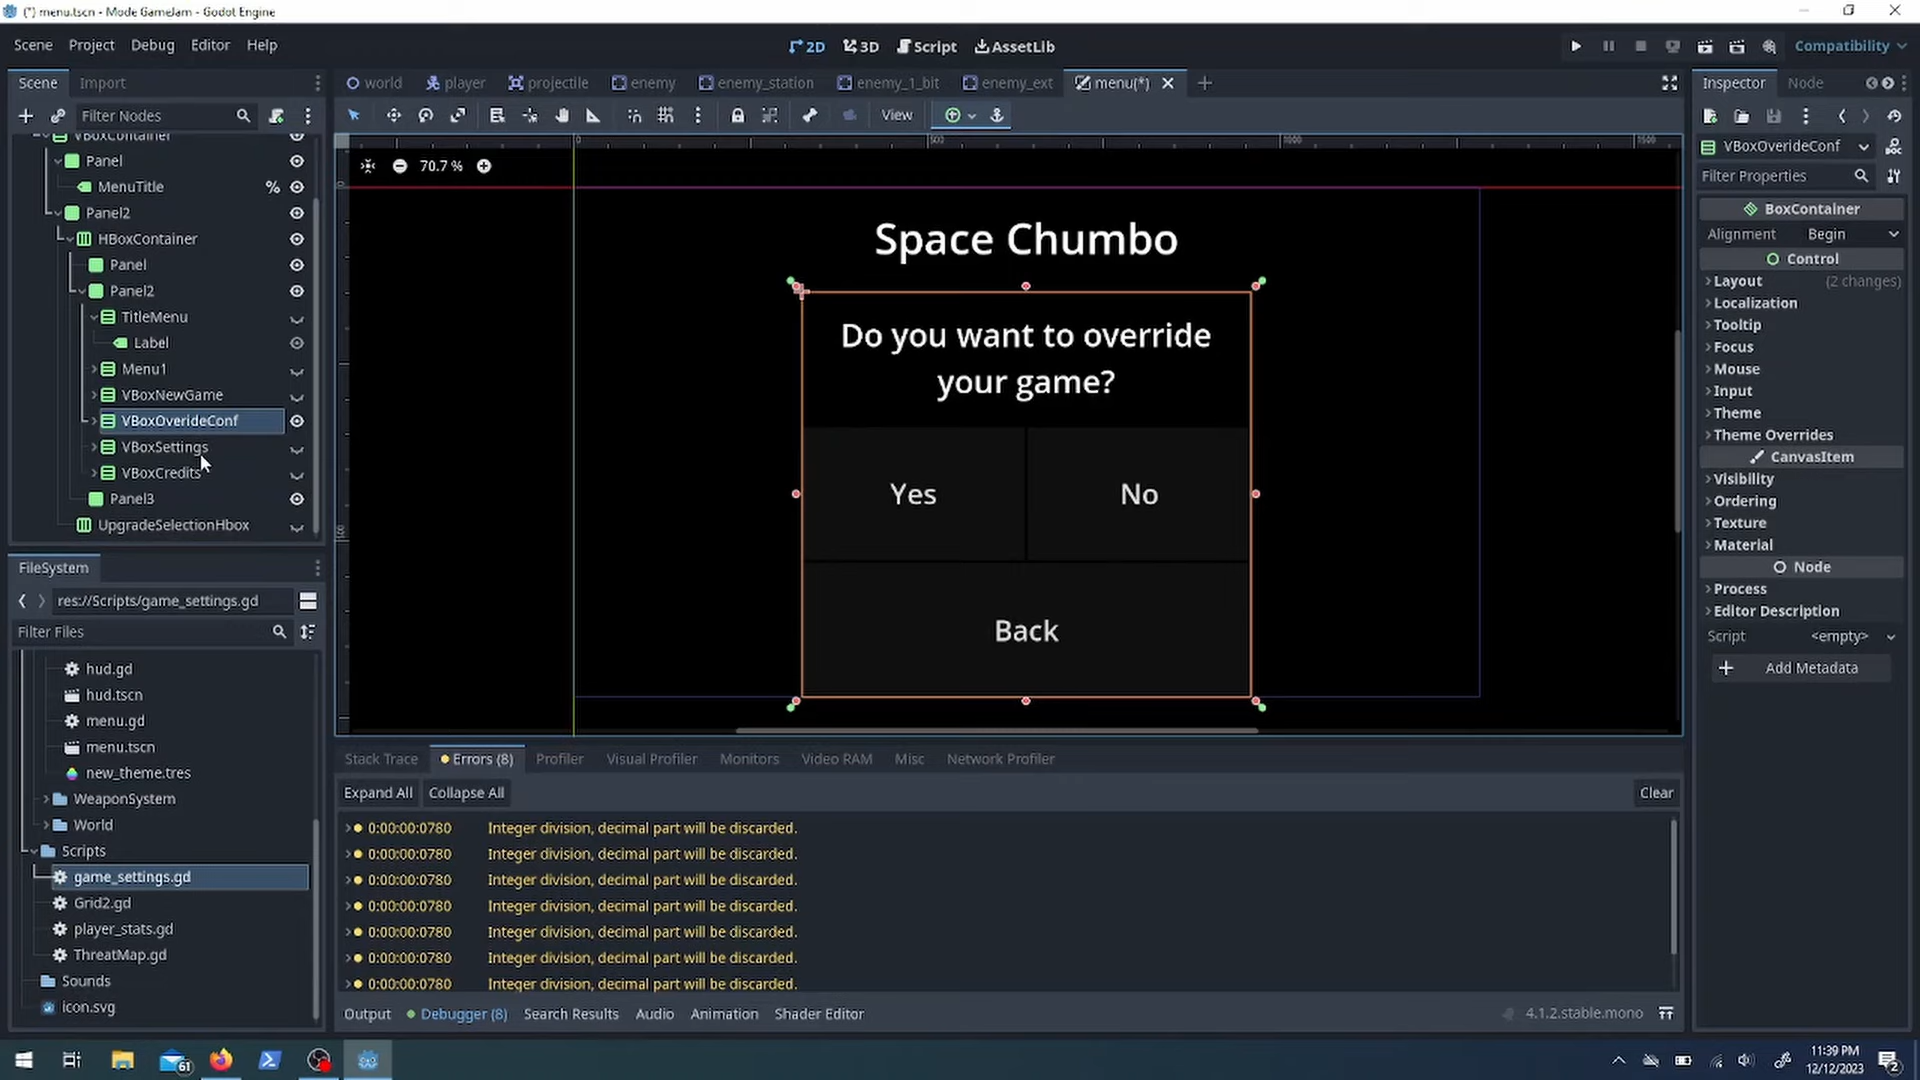 (*) menu.tscn - Mode GameJam - Godot Engine
Scene Project Debug Editor Help
2D 3D Script AssetLib
Compatibility
Scene Import
world player projectile enemy enemy_station enemy_1_bit enemy_ext menu(*)
Inspector Node
Filter Nodes
View
VBoxContainer
Panel
MenuTitle %
Panel2
HBoxContainer
Panel
Panel2
TitleMenu
Label
Menu1
VBoxNewGame
VBoxOverideConf
VBoxSettings
VBoxCredits
Panel3
UpgradeSelectionHbox
0 500 1000 1500
70.7 %
Space Chumbo
Do you want to override
your game?
Yes No
Back
VBoxOverideConf
Filter Properties
BoxContainer
Alignment Begin
Control
Layout (2 changes)
Localization
Tooltip
Focus
Mouse
Input
Theme
Theme Overrides
CanvasItem
Visibility
Ordering
Texture
Material
Node
Process
Editor Description
Script <empty>
Add Metadata
FileSystem
res://Scripts/game_settings.gd
Filter Files
hud.gd
hud.tscn
menu.gd
menu.tscn
new_theme.tres
WeaponSystem
World
Scripts
game_settings.gd
Grid2.gd
player_stats.gd
ThreatMap.gd
Sounds
icon.svg
Stack Trace Errors (8) Profiler Visual Profiler Monitors Video RAM Misc Network Profiler
Expand All Collapse All Clear
0:00:00:0780 Integer division, decimal part will be discarded.
0:00:00:0780 Integer division, decimal part will be discarded.
0:00:00:0780 Integer division, decimal part will be discarded.
0:00:00:0780 Integer division, decimal part will be discarded.
0:00:00:0780 Integer division, decimal part will be discarded.
0:00:00:0780 Integer division, decimal part will be discarded.
0:00:00:0780 Integer division, decimal part will be discarded.
Output Debugger (8) Search Results Audio Animation Shader Editor 4.1.2.stable.mono
61
11:39 PM
12/12/2023
2